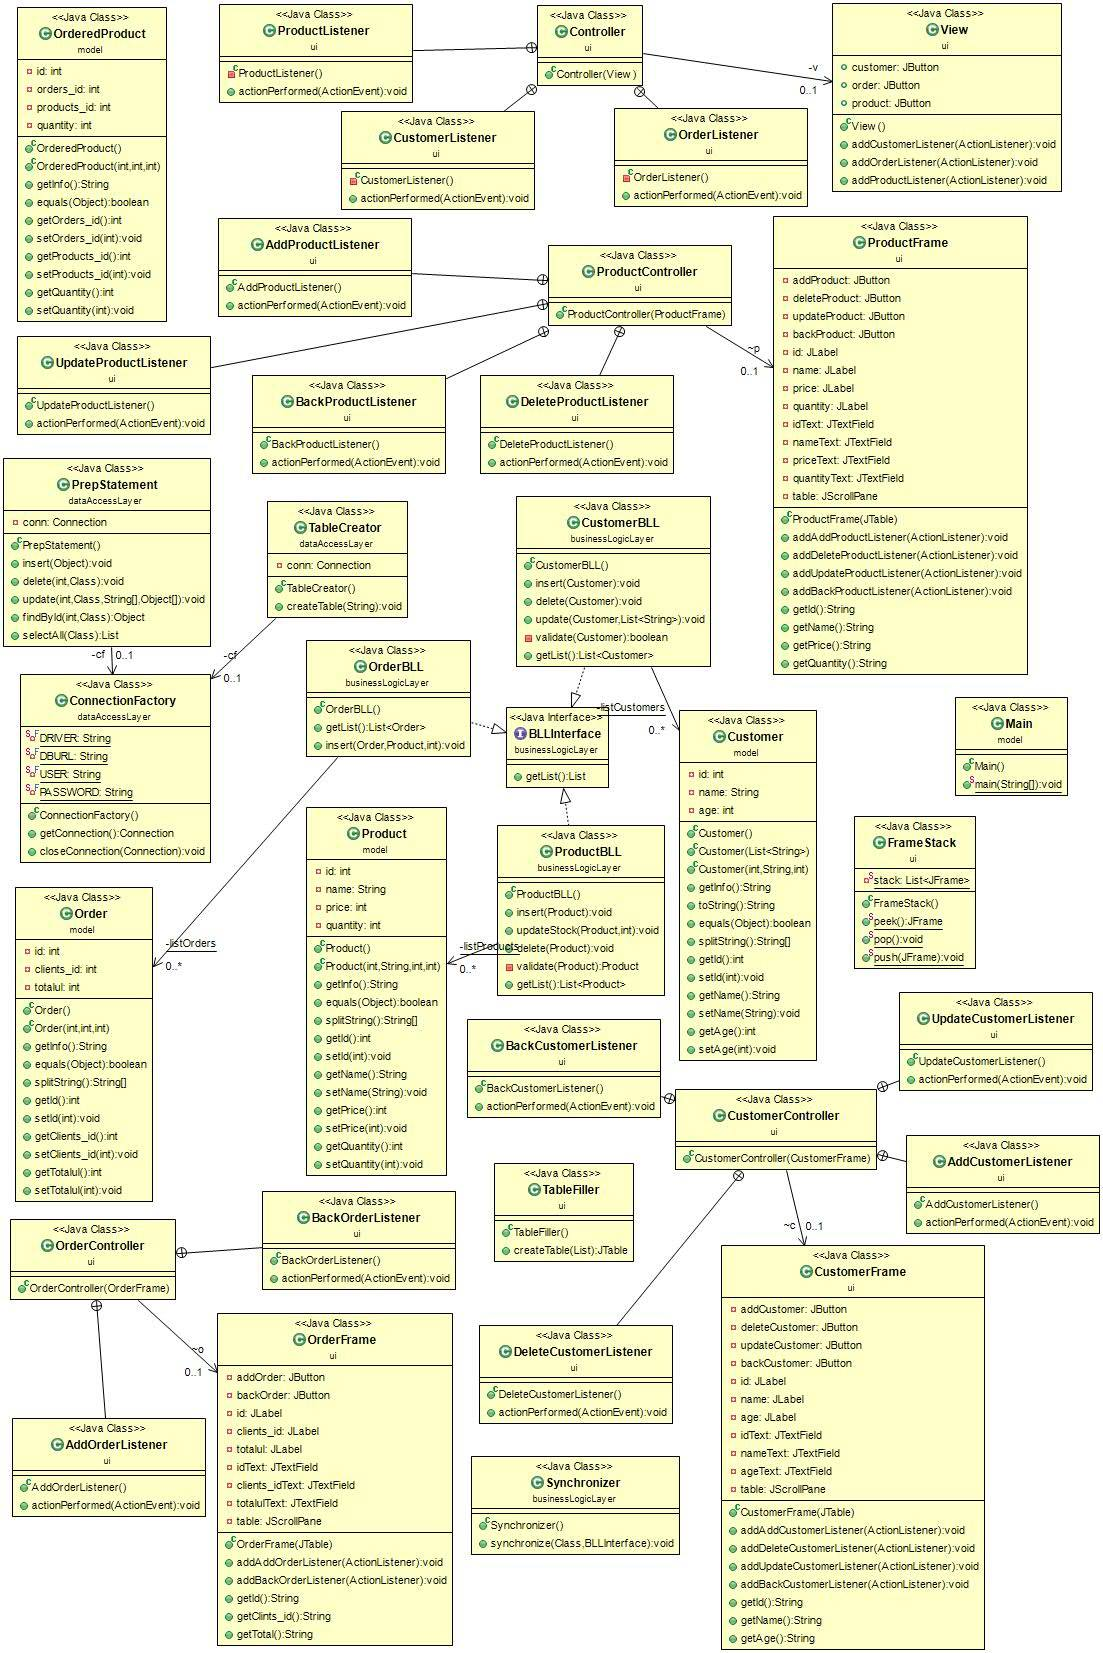 <<Java Class>>
OrderedProduct
model
id: int
orders_id: int
products_id: int
quantity: int
OrderedProduct()
OrderedProduct(int,int,int)
getInfo():String
equals(Object):boolean
getOrders_id():int
setOrders_id(int):void
getProducts_id():int
setProducts_id(int):void
getQuantity():int
setQuantity(int):void
<<Java Class>>
ProductListener
ui
ProductListener()
actionPerformed(ActionEvent):void
<<Java Class>>
Controller
ui
Controller(View)
-v
0..1
<<Java Class>>
View
ui
customer: JButton
order: JButton
product: JButton
View()
addCustomerListener(ActionListener):void
addOrderListener(ActionListener):void
addProductListener(ActionListener):void
<<Java Class>>
CustomerListener
ui
CustomerListener()
actionPerformed(ActionEvent):void
<<Java Class>>
OrderListener
ui
OrderListener()
actionPerformed(ActionEvent):void
<<Java Class>>
AddProductListener
ui
AddProductListener()
actionPerformed(ActionEvent):void
<<Java Class>>
ProductController
ui
ProductController(ProductFrame)
~p
0..1
<<Java Class>>
ProductFrame
ui
addProduct: JButton
deleteProduct: JButton
updateProduct: JButton
backProduct: JButton
id: JLabel
name: JLabel
price: JLabel
quantity: JLabel
idText: JTextField
nameText: JTextField
priceText: JTextField
quantityText: JTextField
table: JScrollPane
ProductFrame(JTable)
addAddProductListener(ActionListener):void
addDeleteProductListener(ActionListener):void
addUpdateProductListener(ActionListener):void
addBackProductListener(ActionListener):void
getId():String
getName():String
getPrice():String
getQuantity():String
<<Java Class>>
UpdateProductListener
ui
UpdateProductListener()
actionPerformed(ActionEvent):void
<<Java Class>>
BackProductListener
ui
BackProductListener()
actionPerformed(ActionEvent):void
<<Java Class>>
DeleteProductListener
ui
DeleteProductListener()
actionPerformed(ActionEvent):void
<<Java Class>>
PrepStatement
dataAccessLayer
conn: Connection
PrepStatement()
insert(Object):void
delete(int,Class):void
update(int,Class,String[],Object[]):void
findById(int,Class):Object
selectAll(Class):List
-cf
0..1
<<Java Class>>
TableCreator
dataAccessLayer
conn: Connection
TableCreator()
createTable(String):void
-cf
0..1
<<Java Class>>
CustomerBLL
businessLogicLayer
CustomerBLL()
insert(Customer):void
delete(Customer):void
update(Customer,List<String>):void
validate(Customer):boolean
getList():List<Customer>
<<Java Class>>
ConnectionFactory
dataAccessLayer
DRIVER: String
DBURL: String
USER: String
PASSWORD: String
ConnectionFactory()
getConnection():Connection
closeConnection(Connection):void
<<Java Class>>
OrderBLL
businessLogicLayer
OrderBLL()
getList():List<Order>
insert(Order,Product,int):void
<<Java Interface>>
BLLInterface
businessLogicLayer
getList():List
-listCustomers
0..*
<<Java Class>>
Customer
model
id: int
name: String
age: int
Customer()
Customer(List<String>)
Customer(int,String,int)
getInfo():String
toString():String
equals(Object):boolean
splitString():String[]
getId():int
setId(int):void
getName():String
setName(String):void
getAge():int
setAge(int):void
<<Java Class>>
Main
model
Main()
main(String[]):void
<<Java Class>>
FrameStack
ui
stack: List<JFrame>
FrameStack()
peek():JFrame
pop():void
push(JFrame):void
<<Java Class>>
Product
model
id: int
name: String
price: int
quantity: int
Product()
Product(int,String,int,int)
getInfo():String
equals(Object):boolean
splitString():String[]
getId():int
setId(int):void
getName():String
setName(String):void
getPrice():int
setPrice(int):void
getQuantity():int
setQuantity(int):void
<<Java Class>>
ProductBLL
businessLogicLayer
ProductBLL()
insert(Product):void
updateStock(Product,int):void
delete(Product):void
validate(Product):Product
getList():List<Product>
-listProducts
0..*
<<Java Class>>
Order
model
id: int
clients_id: int
totalul: int
Order()
Order(int,int,int)
getInfo():String
equals(Object):boolean
splitString():String[]
getId():int
setId(int):void
getClients_id():int
setClients_id(int):void
getTotalul():int
setTotalul(int):void
-listOrders
0..*
<<Java Class>>
BackCustomerListener
ui
BackCustomerListener()
actionPerformed(ActionEvent):void
<<Java Class>>
UpdateCustomerListener
ui
UpdateCustomerListener()
actionPerformed(ActionEvent):void
<<Java Class>>
CustomerController
ui
CustomerController(CustomerFrame)
~c
0..1
<<Java Class>>
AddCustomerListener
ui
AddCustomerListener()
actionPerformed(ActionEvent):void
<<Java Class>>
TableFiller
ui
TableFiller()
createTable(List):JTable
<<Java Class>>
OrderController
ui
OrderController(OrderFrame)
<<Java Class>>
BackOrderListener
ui
BackOrderListener()
actionPerformed(ActionEvent):void
~o
0..1
<<Java Class>>
OrderFrame
ui
addOrder: JButton
backOrder: JButton
id: JLabel
clients_id: JLabel
totalul: JLabel
idText: JTextField
clients_idText: JTextField
totalulText: JTextField
table: JScrollPane
OrderFrame(JTable)
addAddOrderListener(ActionListener):void
addBackOrderListener(ActionListener):void
getId():String
getClints_id():String
getTotal():String
<<Java Class>>
AddOrderListener
ui
AddOrderListener()
actionPerformed(ActionEvent):void
<<Java Class>>
DeleteCustomerListener
ui
DeleteCustomerListener()
actionPerformed(ActionEvent):void
<<Java Class>>
Synchronizer
businessLogicLayer
Synchronizer()
synchronize(Class,BLLInterface):void
<<Java Class>>
CustomerFrame
ui
addCustomer: JButton
deleteCustomer: JButton
updateCustomer: JButton
backCustomer: JButton
id: JLabel
name: JLabel
age: JLabel
idText: JTextField
nameText: JTextField
ageText: JTextField
table: JScrollPane
CustomerFrame(JTable)
addAddCustomerListener(ActionListener):void
addDeleteCustomerListener(ActionListener):void
addUpdateCustomerListener(ActionListener):void
addBackCustomerListener(ActionListener):void
getId():String
getName():String
getAge():String